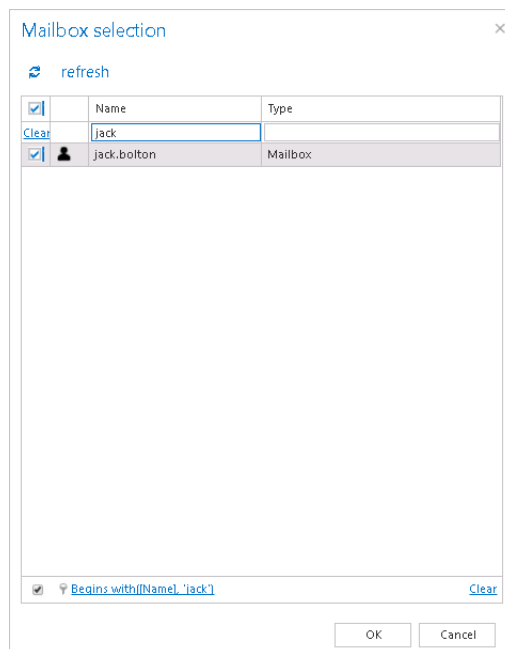 Mailbox selection
refresh
Name Type
Clear jack
jack.bolton Mailbox
Begins with([Name], 'jack') Clear
OK Cancel